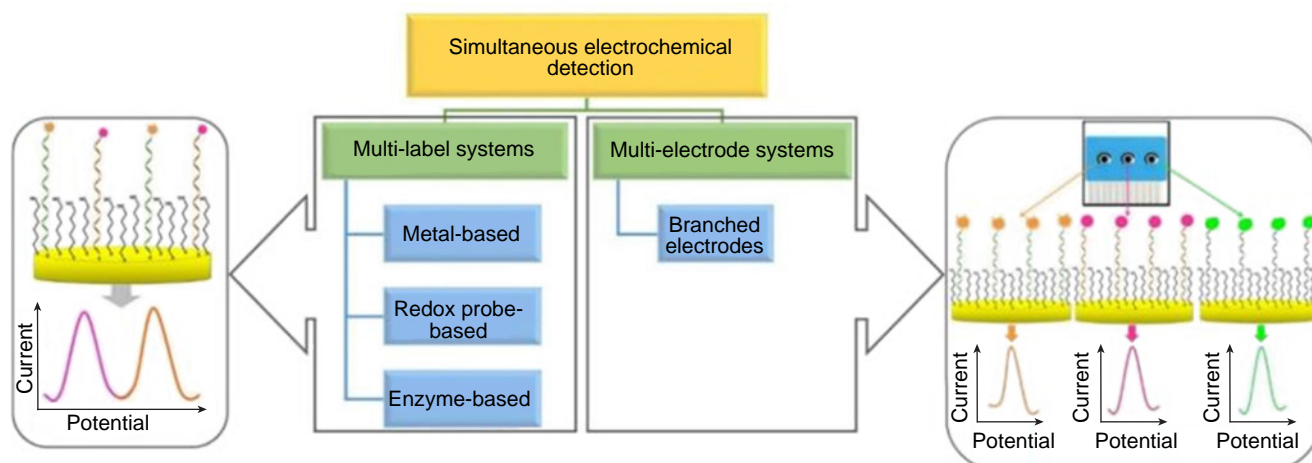 Simultaneous electrochemical
detection
Multi-label systems
Multi-electrode systems
Metal-based
Redox probe-
based
Enzyme-based
Branched
electrodes
Current
Potential
Current
Potential
Current
Potential
Current
Potential